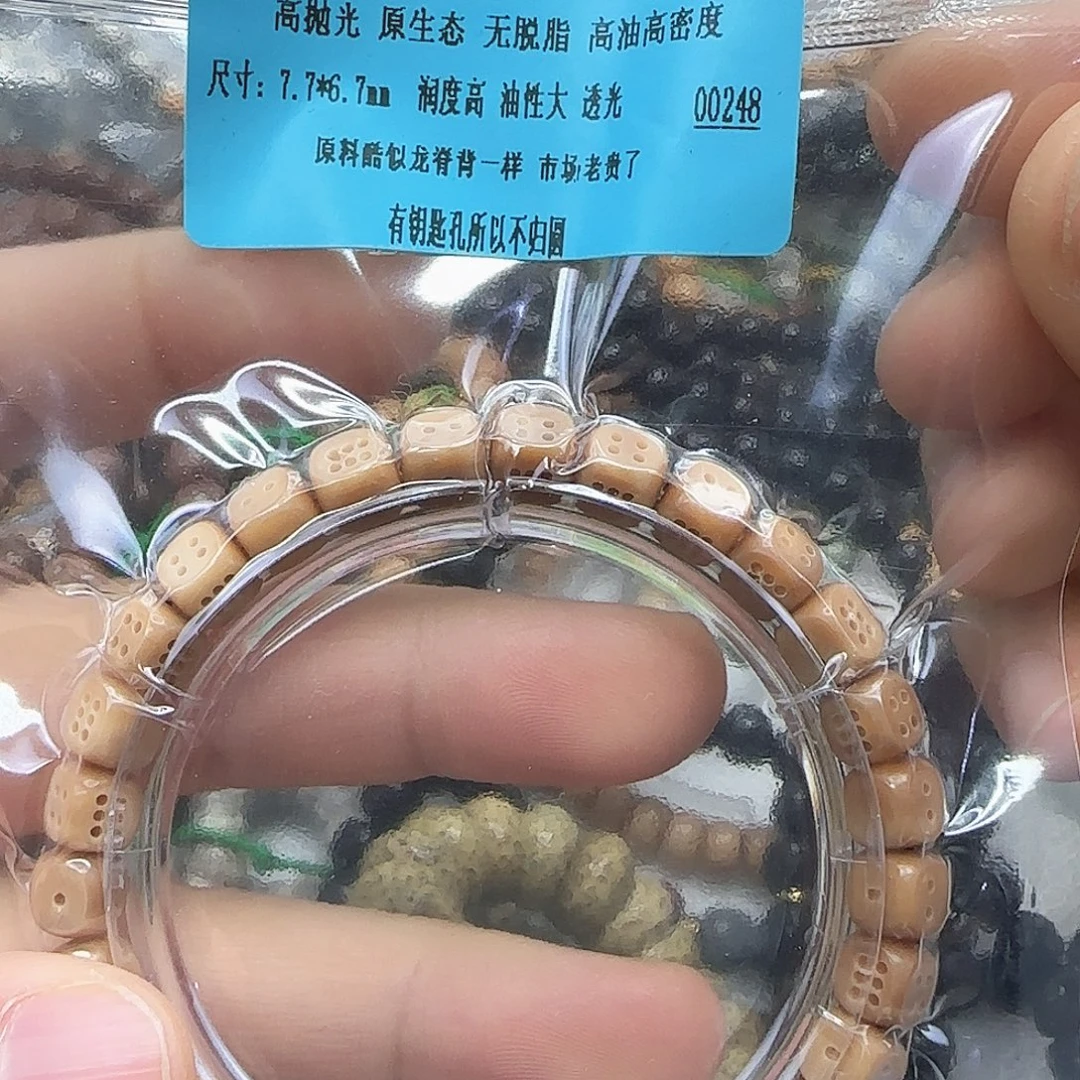 高抛光 原生态 无脱脂 高油高密度
尺寸：7.7*6.7mm 润度高 油性大 透光 00248
原料酷似龙脊背一样 市场老贵了
有钥匙孔所以不归圆